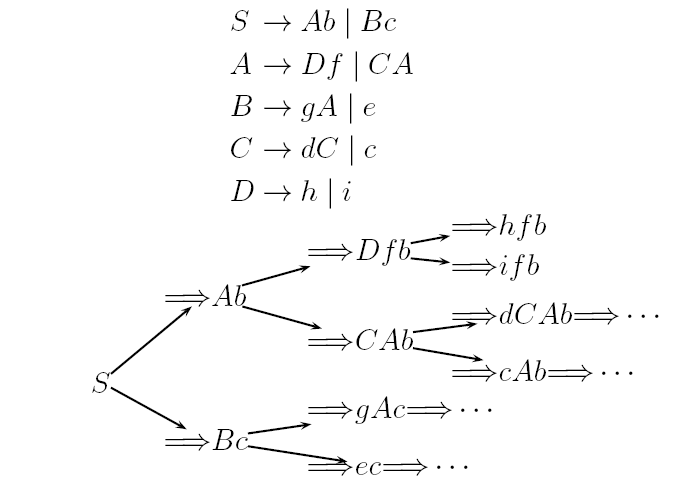 S → Ab | Bc
A → Df | CA
B → gA | e
C → dC | c
D → h | i
⟹hfb
⟹Dfb
⟹ifb
⟹Ab
⟹dCAb⟹ ⋯
⟹CAb
⟹cAb⟹ ⋯
S
⟹gAc⟹ ⋯
⟹Bc
⟹ec⟹ ⋯